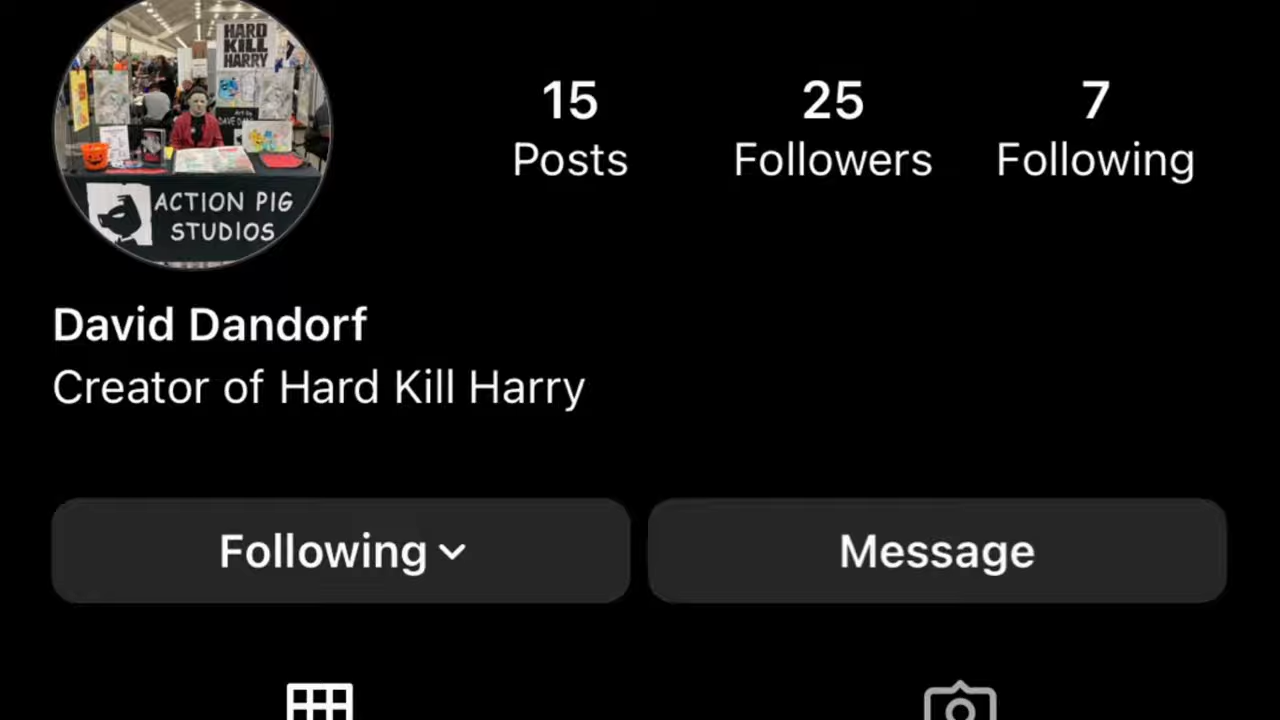 HARD
KILL
HARRY
ACTION PIG
STUDIOS
15
Posts
25
Followers
7
Following
David Dandorf
Creator of Hard Kill Harry
Following
Message